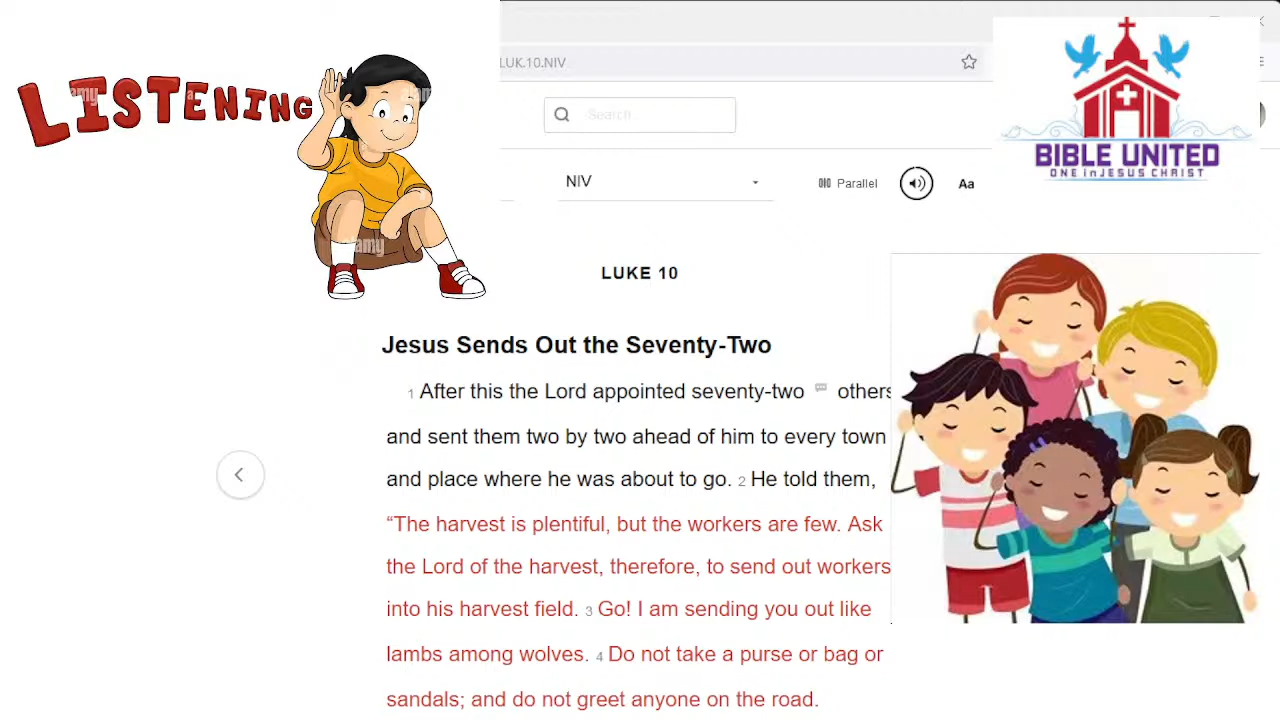 LISTENING
LUK.10.NIV
Search...
NIV
Parallel
Aa
BIBLE UNITED
ONE in JESUS CHRIST
LUKE 10
Jesus Sends Out the Seventy-Two
1 After this the Lord appointed seventy-two others
and sent them two by two ahead of him to every town
and place where he was about to go. 2 He told them,
“The harvest is plentiful, but the workers are few. Ask
the Lord of the harvest, therefore, to send out workers
into his harvest field. 3 Go! I am sending you out like
lambs among wolves. 4 Do not take a purse or bag or
sandals; and do not greet anyone on the road.